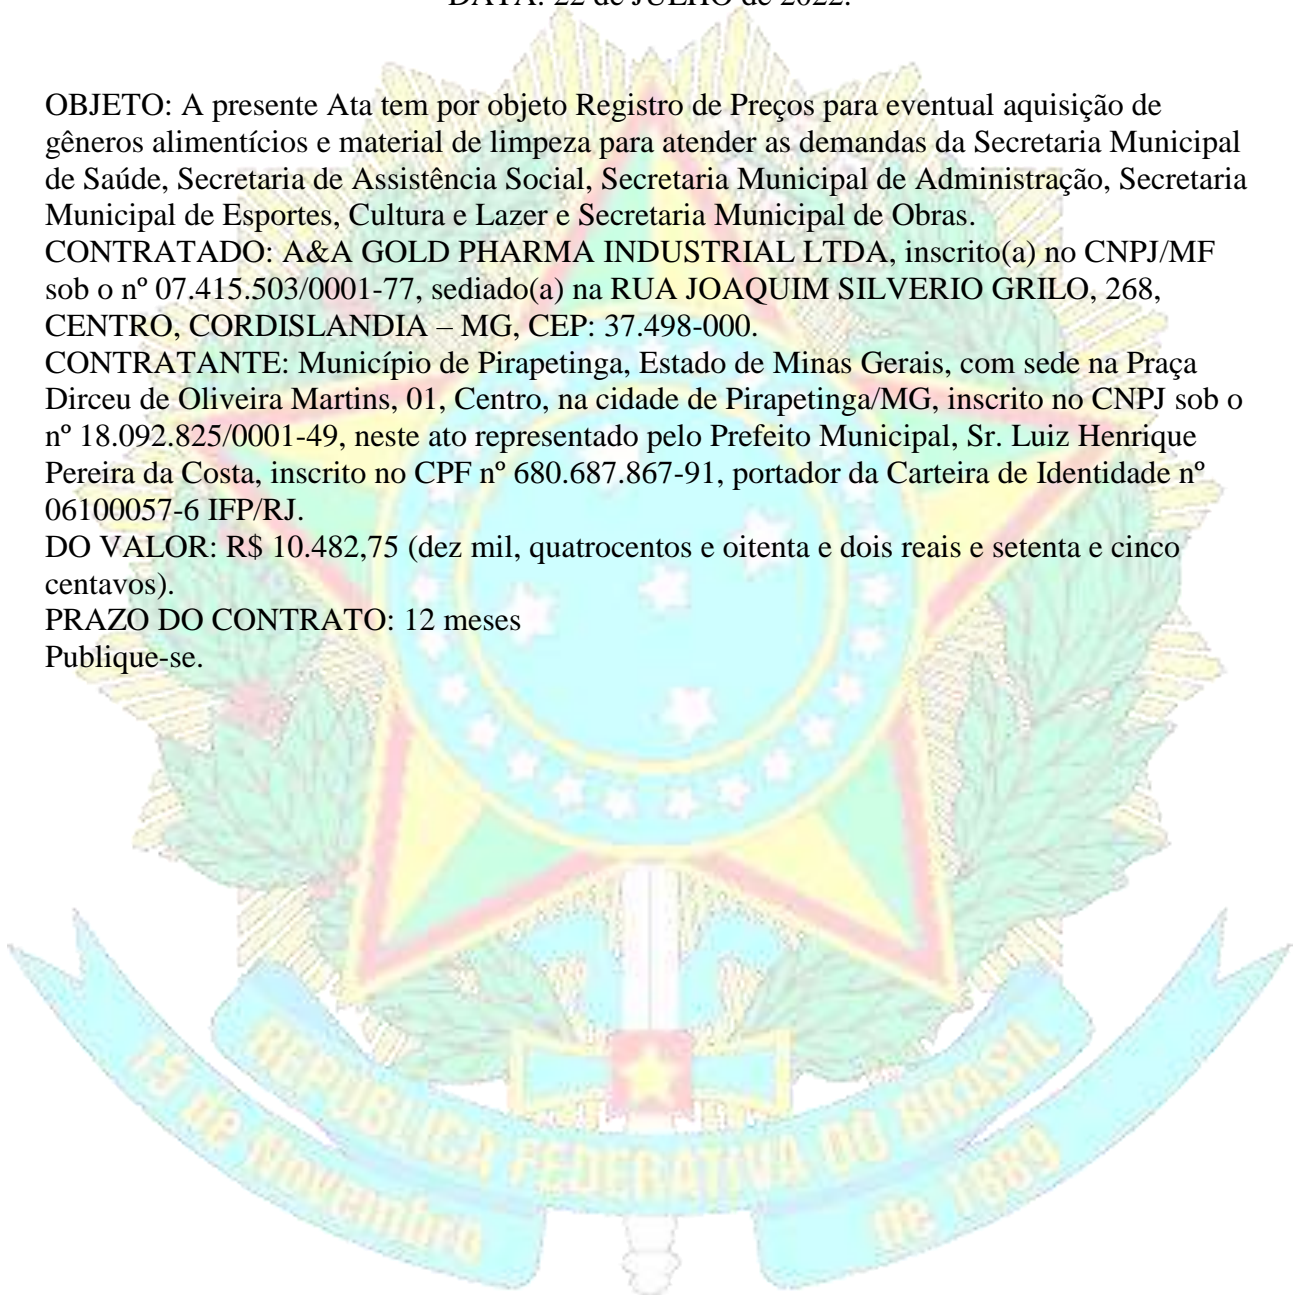 DATA: 22 de JULHO de 2022.
OBJETO: A presente Ata tem por objeto Registro de Preços para eventual aquisição de
gêneros alimentícios e material de limpeza para atender as demandas da Secretaria Municipal
de Saúde, Secretaria de Assistência Social, Secretaria Municipal de Administração, Secretaria
Municipal de Esportes, Cultura e Lazer e Secretaria Municipal de Obras.
CONTRATADO: A&A GOLD PHARMA INDUSTRIAL LTDA, inscrito(a) no CNPJ/MF
sob o nº 07.415.503/0001-77, sediado(a) na RUA JOAQUIM SILVERIO GRILO, 268,
CENTRO, CORDISLANDIA – MG, CEP: 37.498-000.
CONTRATANTE: Município de Pirapetinga, Estado de Minas Gerais, com sede na Praça
Dirceu de Oliveira Martins, 01, Centro, na cidade de Pirapetinga/MG, inscrito no CNPJ sob o
nº 18.092.825/0001-49, neste ato representado pelo Prefeito Municipal, Sr. Luiz Henrique
Pereira da Costa, inscrito no CPF nº 680.687.867-91, portador da Carteira de Identidade nº
06100057-6 IFP/RJ.
DO VALOR: R$ 10.482,75 (dez mil, quatrocentos e oitenta e dois reais e setenta e cinco
centavos).
PRAZO DO CONTRATO: 12 meses
Publique-se.
REPÚBLICA FEDERATIVA DO BRASIL
15 de Novembro de 1889